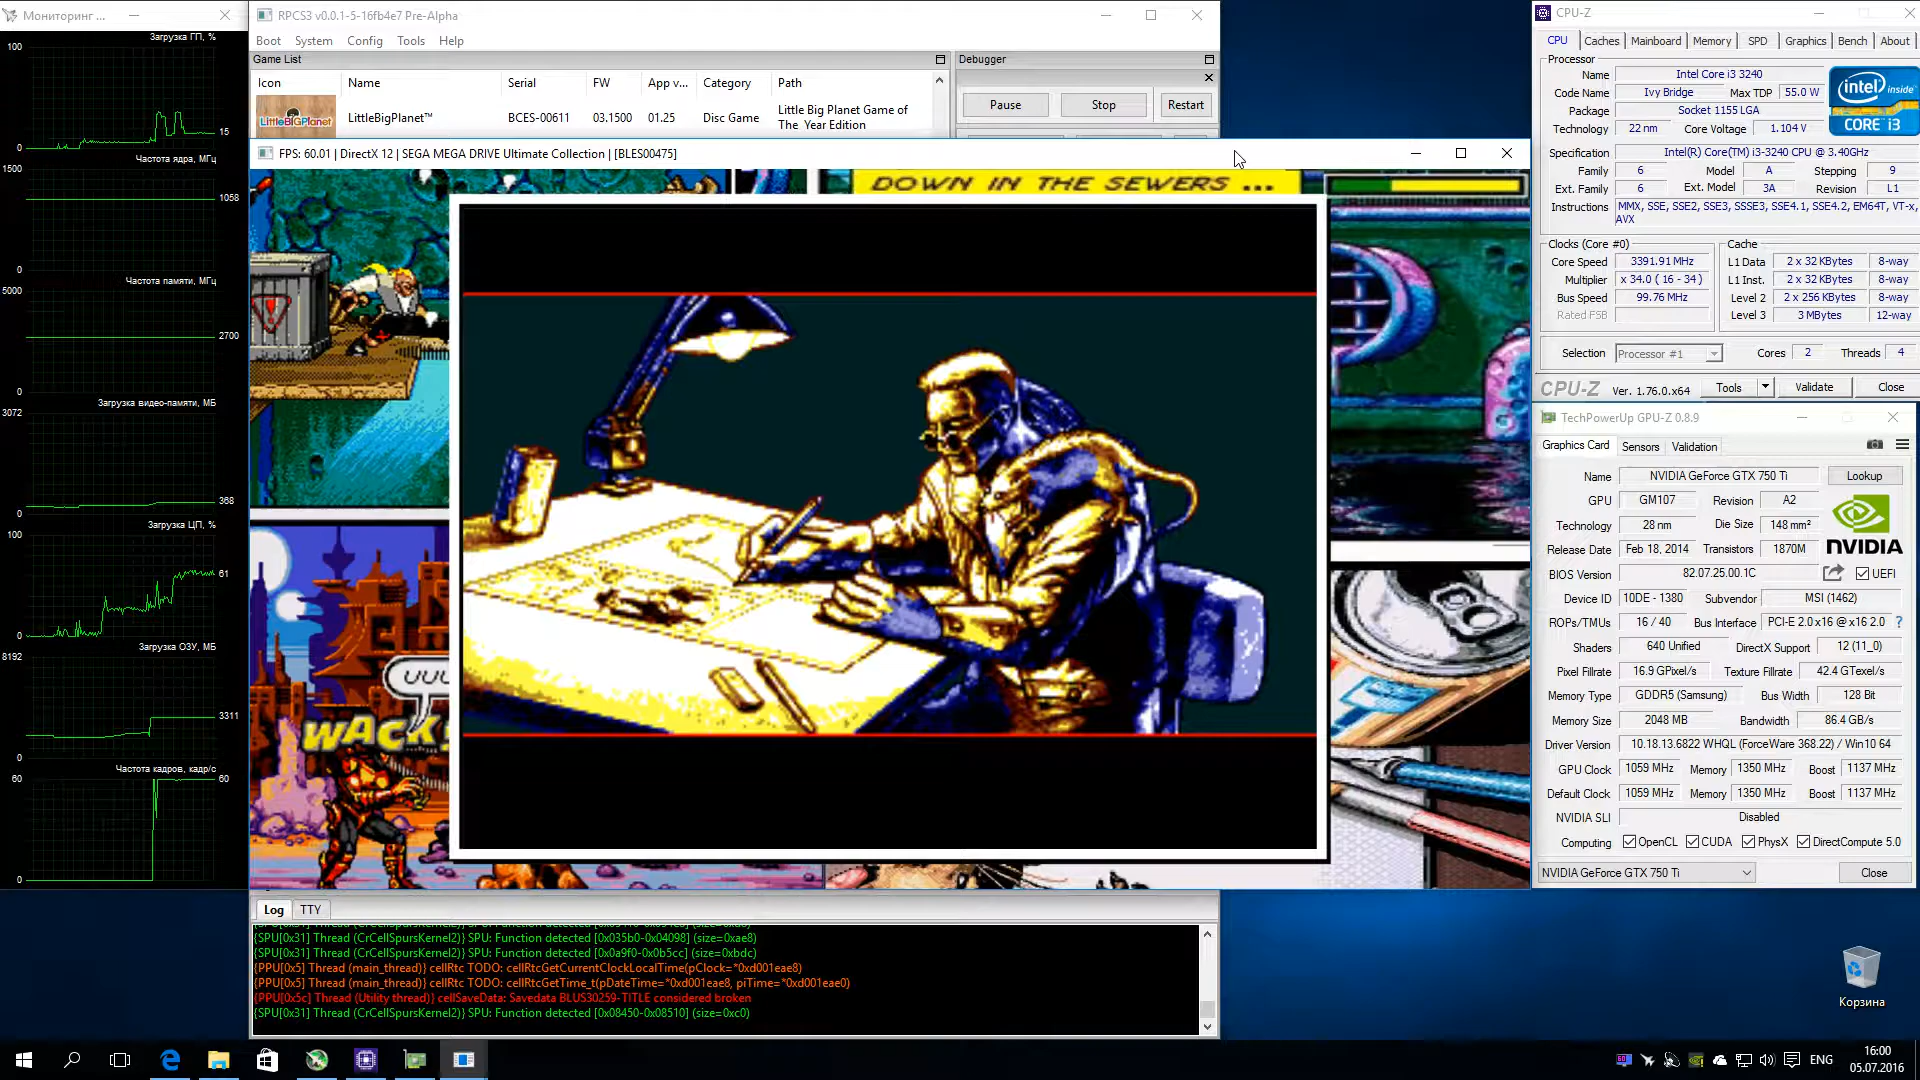 Мониторинг ...
Загрузка ГП, %
100
15
0
Частота ядра, МГц
1500
1058
0
Частота памяти, МГц
5000
2700
0
Загрузка видео-памяти, МБ
3072
368
0
Загрузка ЦП, %
100
61
0
Загрузка ОЗУ, МБ
8192
3311
0
Частота кадров, кадр/с
60
60
0
RPCS3 v0.0.1-5-16fb4e7 Pre-Alpha
Boot System Config Tools Help
Game List
Icon Name Serial FW App v... Category Path
LittleBigPlanet
LittleBigPlanet™ BCES-00611 03.1500 01.25 Disc Game Little Big Planet Game of
The Year Edition
Debugger
Pause Stop Restart
FPS: 60.01 | DirectX 12 | SEGA MEGA DRIVE Ultimate Collection | [BLES00475]
DOWN IN THE SEWERS ...
UUU
WACK
Log TTY
{SPU[0x31] Thread (CrCellSpursKernel2)} SPU: Function detected [0x035b0-0x04098] (size=0xae8)
{SPU[0x31] Thread (CrCellSpursKernel2)} SPU: Function detected [0x0a9f0-0x0b5cc] (size=0xbdc)
{PPU[0x5] Thread (main_thread)} cellRtc TODO: cellRtcGetCurrentClockLocalTime(pClock=*0xd001eae8)
{PPU[0x5] Thread (main_thread)} cellRtc TODO: cellRtcGetTime_t(pDateTime=*0xd001eae8, piTime=*0xd001eae0)
{PPU[0x5c] Thread (Utility thread)} cellSaveData: Savedata BLUS30259-TITLE considered broken
{SPU[0x31] Thread (CrCellSpursKernel2)} SPU: Function detected [0x08450-0x08510] (size=0xc0)
CPU-Z
CPU Caches Mainboard Memory SPD Graphics Bench About
Processor
Name Intel Core i3 3240
Code Name Ivy Bridge Max TDP 55.0 W
Package Socket 1155 LGA
Technology 22 nm Core Voltage 1.104 V
intel inside™
CORE i3
Specification Intel(R) Core(TM) i3-3240 CPU @ 3.40GHz
Family 6 Model A Stepping 9
Ext. Family 6 Ext. Model 3A Revision L1
Instructions MMX, SSE, SSE2, SSE3, SSSE3, SSE4.1, SSE4.2, EM64T, VT-x,
AVX
Clocks (Core #0) Cache
Core Speed 3391.91 MHz L1 Data 2 x 32 KBytes 8-way
Multiplier x 34.0 ( 16 - 34 ) L1 Inst. 2 x 32 KBytes 8-way
Bus Speed 99.76 MHz Level 2 2 x 256 KBytes 8-way
Rated FSB Level 3 3 MBytes 12-way
Selection Processor #1 Cores 2 Threads 4
CPU-Z Ver. 1.76.0.x64 Tools Validate Close
TechPowerUp GPU-Z 0.8.9
Graphics Card Sensors Validation
Name NVIDIA GeForce GTX 750 Ti Lookup
GPU GM107 Revision A2
Technology 28 nm Die Size 148 mm²
Release Date Feb 18, 2014 Transistors 1870M
NVIDIA
BIOS Version 82.07.25.00.1C UEFI
Device ID 10DE - 1380 Subvendor MSI (1462)
ROPs/TMUs 16 / 40 Bus Interface PCI-E 2.0 x16 @ x16 2.0 ?
Shaders 640 Unified DirectX Support 12 (11_0)
Pixel Fillrate 16.9 GPixel/s Texture Fillrate 42.4 GTexel/s
Memory Type GDDR5 (Samsung) Bus Width 128 Bit
Memory Size 2048 MB Bandwidth 86.4 GB/s
Driver Version 10.18.13.6822 WHQL (ForceWare 368.22) / Win10 64
GPU Clock 1059 MHz Memory 1350 MHz Boost 1137 MHz
Default Clock 1059 MHz Memory 1350 MHz Boost 1137 MHz
NVIDIA SLI Disabled
Computing OpenCL CUDA PhysX DirectCompute 5.0
NVIDIA GeForce GTX 750 Ti Close
Корзина
ENG
16:00
05.07.2016